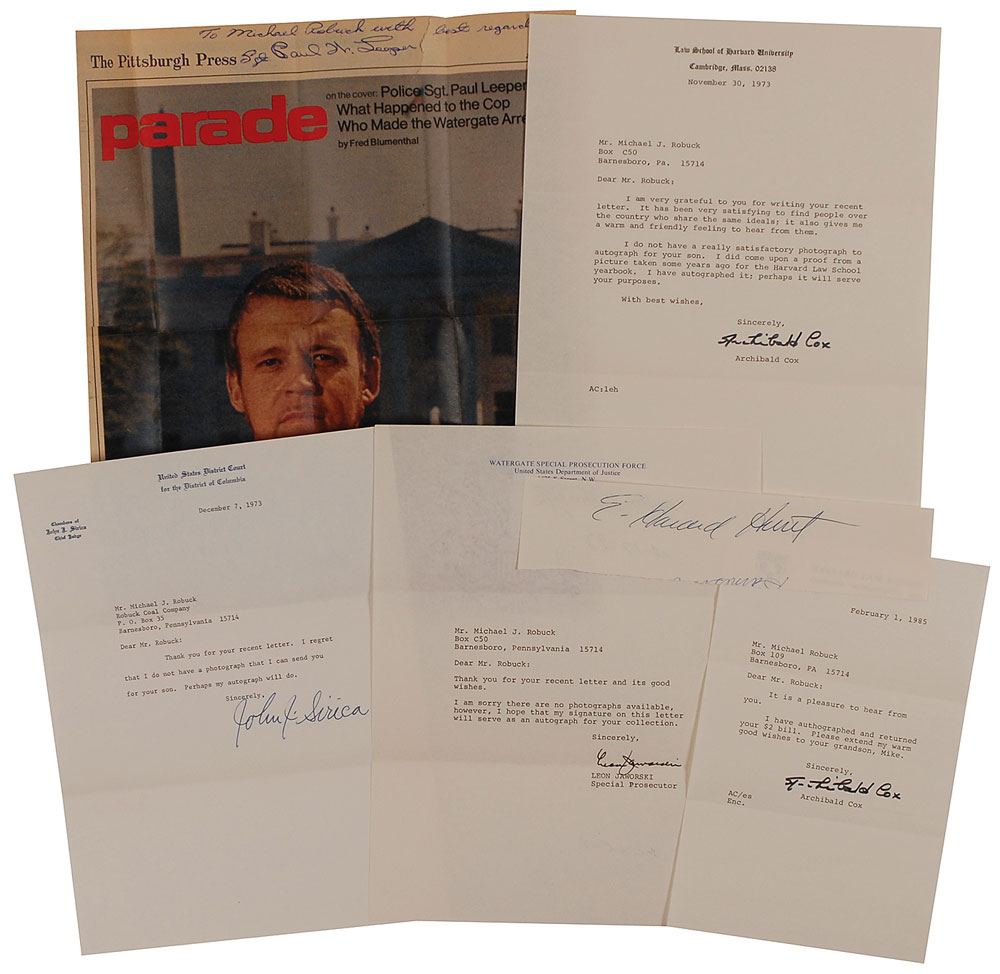 To Michael Robuck with best regards
The Pittsburgh Press Sgt Paul W. Leeper
parade
on the cover: Police Sgt. Paul Leeper
What Happened to the Cop
Who Made the Watergate Arre
by Fred Blumenthal
Law School of Harvard University
Cambridge, Mass. 02138
November 30, 1973
Mr. Michael J. Robuck
Box C50
Barnesboro, Pa. 15714
Dear Mr. Robuck:
I am very grateful to you for writing your recent
letter. It has been very satisfying to find people over
the country who share the same ideals; it also gives me
a warm and friendly feeling to hear from them.
I do not have a really satisfactory photograph to
autograph for your son. I did come upon a proof from a
picture taken some years ago for the Harvard Law School
yearbook. I have autographed it; perhaps it will serve
your purposes.
With best wishes,
Sincerely,
Archibald Cox
Archibald Cox
AC:leh
United States District Court
for the District of Columbia
Chambers of
John J. Sirica
Chief Judge
December 7, 1973
Mr. Michael J. Robuck
Robuck Coal Company
P. O. Box 35
Barnesboro, Pennsylvania 15714
Dear Mr. Robuck:
Thank you for your recent letter. I regret
that I do not have a photograph that I can send you
for your son. Perhaps my autograph will do.
Sincerely,
John J. Sirica
WATERGATE SPECIAL PROSECUTION FORCE
United States Department of Justice
Mr. Michael J. Robuck
Box C50
Barnesboro, Pennsylvania 15714
Dear Mr. Robuck:
Thank you for your recent letter and its good
wishes.
I am sorry there are no photographs available,
however, I hope that my signature on this letter
will serve as an autograph for your collection.
Sincerely,
Leon Jaworski
LEON JAWORSKI
Special Prosecutor
E. Howard Hunt
February 1, 1985
Mr. Michael Robuck
Box 109
Barnesboro, PA 15714
Dear Mr. Robuck:
It is a pleasure to hear from
you.
I have authographed and returned
your $2 bill. Please extend my warm
good wishes to your grandson, Mike.
Sincerely,
Archibald Cox
Archibald Cox
AC/es
Enc.